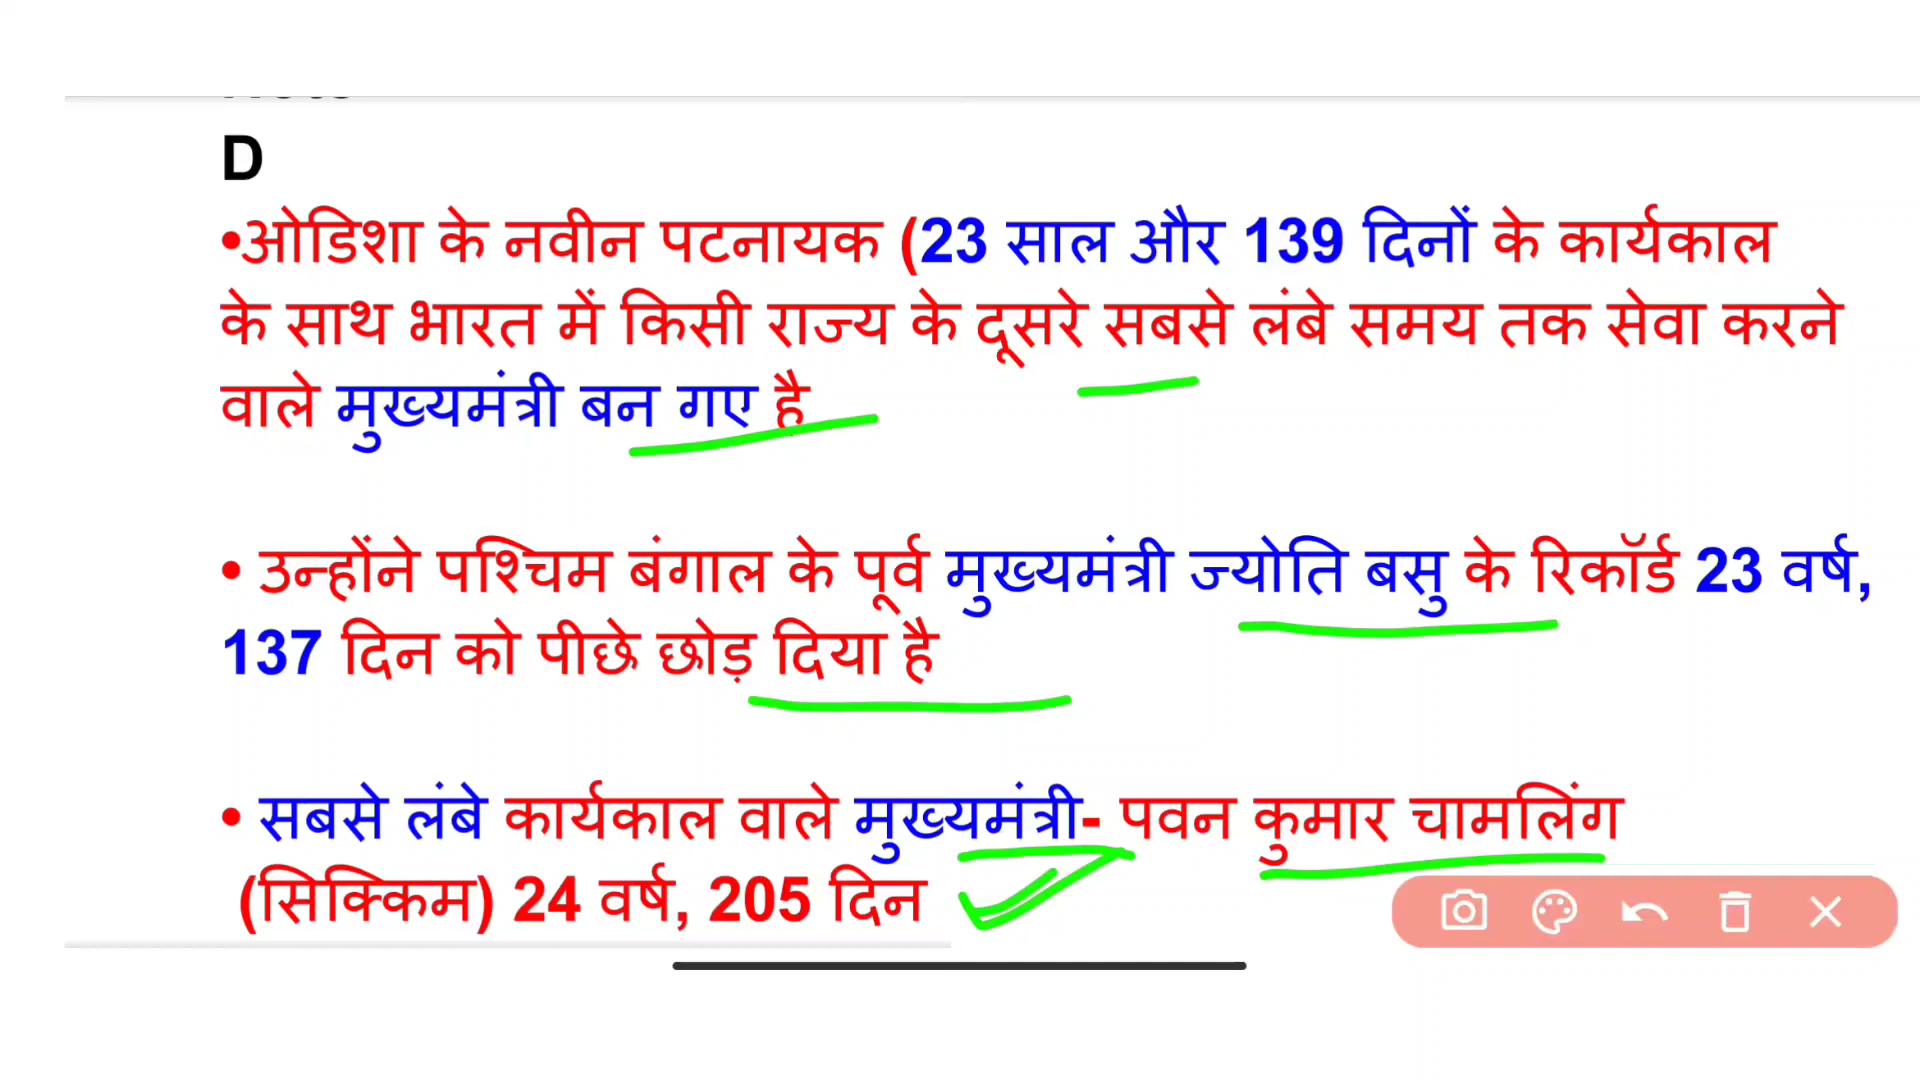 D
•ओडिशा के नवीन पटनायक (23 साल और 139 दिनों के कार्यकाल
के साथ भारत में किसी राज्य के दूसरे सबसे लंबे समय तक सेवा करने
वाले मुख्यमंत्री बन गए है
• उन्होंने पश्चिम बंगाल के पूर्व मुख्यमंत्री ज्योति बसु के रिकॉर्ड 23 वर्ष,
137 दिन को पीछे छोड़ दिया है
• सबसे लंबे कार्यकाल वाले मुख्यमंत्री- पवन कुमार चामलिंग
(सिक्किम) 24 वर्ष, 205 दिन